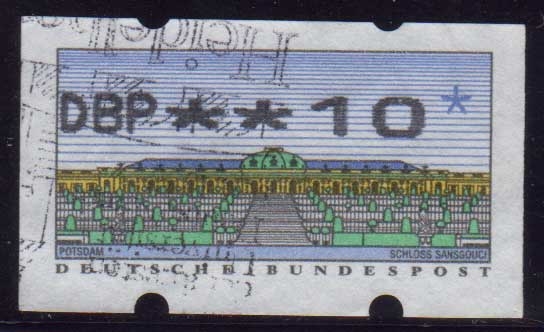 DBP**10*
POTSDAM SCHLOSS SANSSOUCI
DEUTSCHE BUNDESPOST